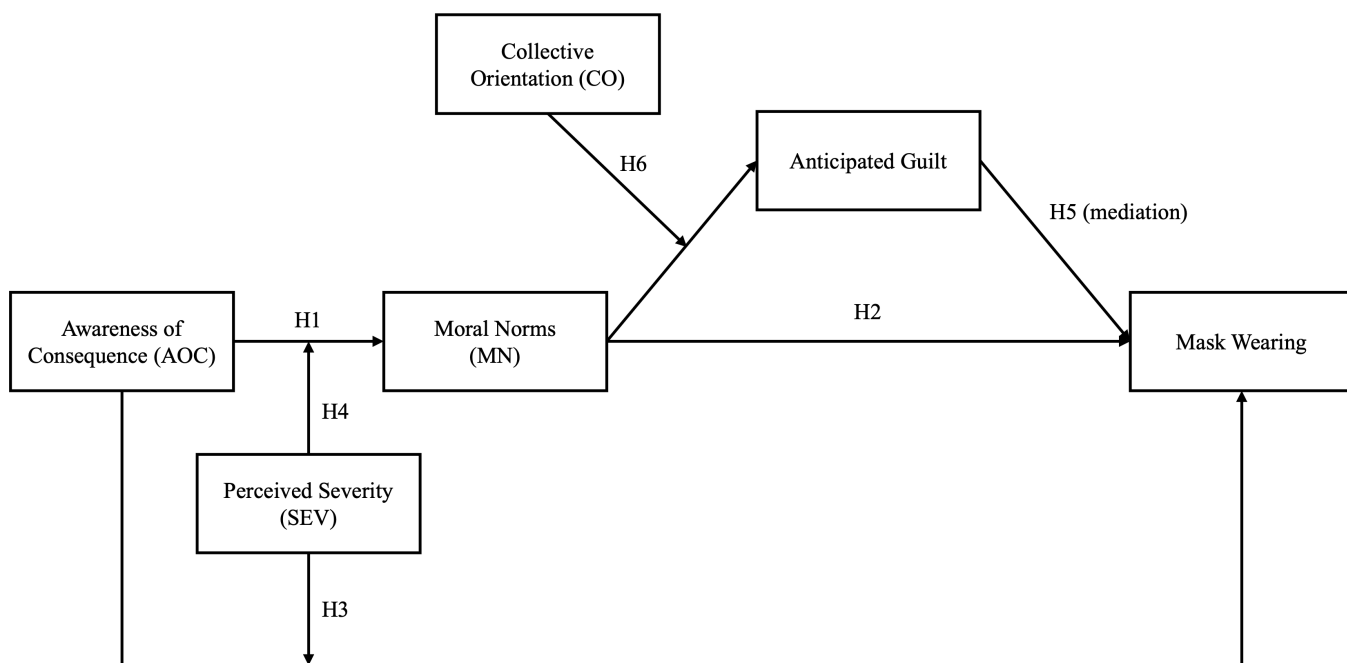 Collective
Orientation (CO)
H6
Anticipated Guilt
H5 (mediation)
Awareness of
Consequence (AOC)
H1
Moral Norms
(MN)
H2
Mask Wearing
H4
Perceived Severity
(SEV)
H3